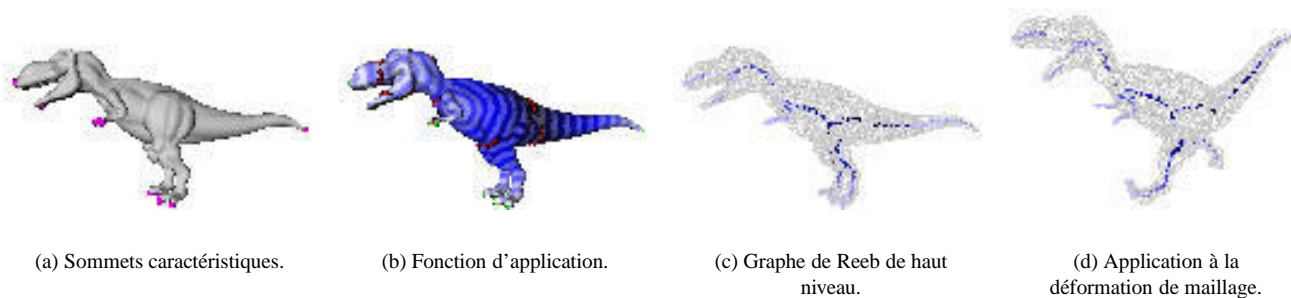 (a) Sommets caractéristiques.
(b) Fonction d'application.
(c) Graphe de Reeb de haut
niveau.
(d) Application à la
déformation de maillage.